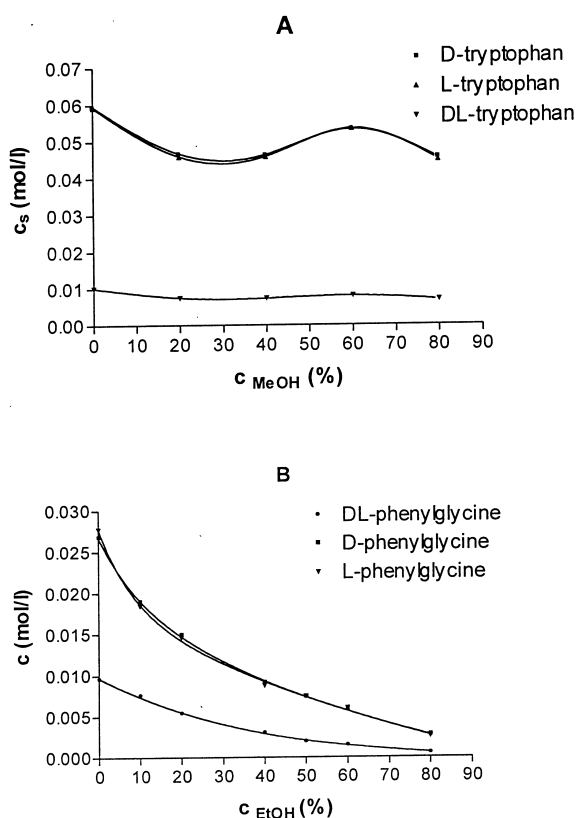 A
D-tryptophan
L-tryptophan
DL-tryptophan
0.07
0.06
0.05
0.04
0.03
0.02
0.01
0.00
cS (mol/l)
0 10 20 30 40 50 60 70 80 90
c MeOH (%)
B
DL-phenylglycine
D-phenylglycine
L-phenylglycine
0.030
0.025
0.020
0.015
0.010
0.005
0.000
c (mol/l)
0 10 20 30 40 50 60 70 80 90
c EtOH (%)